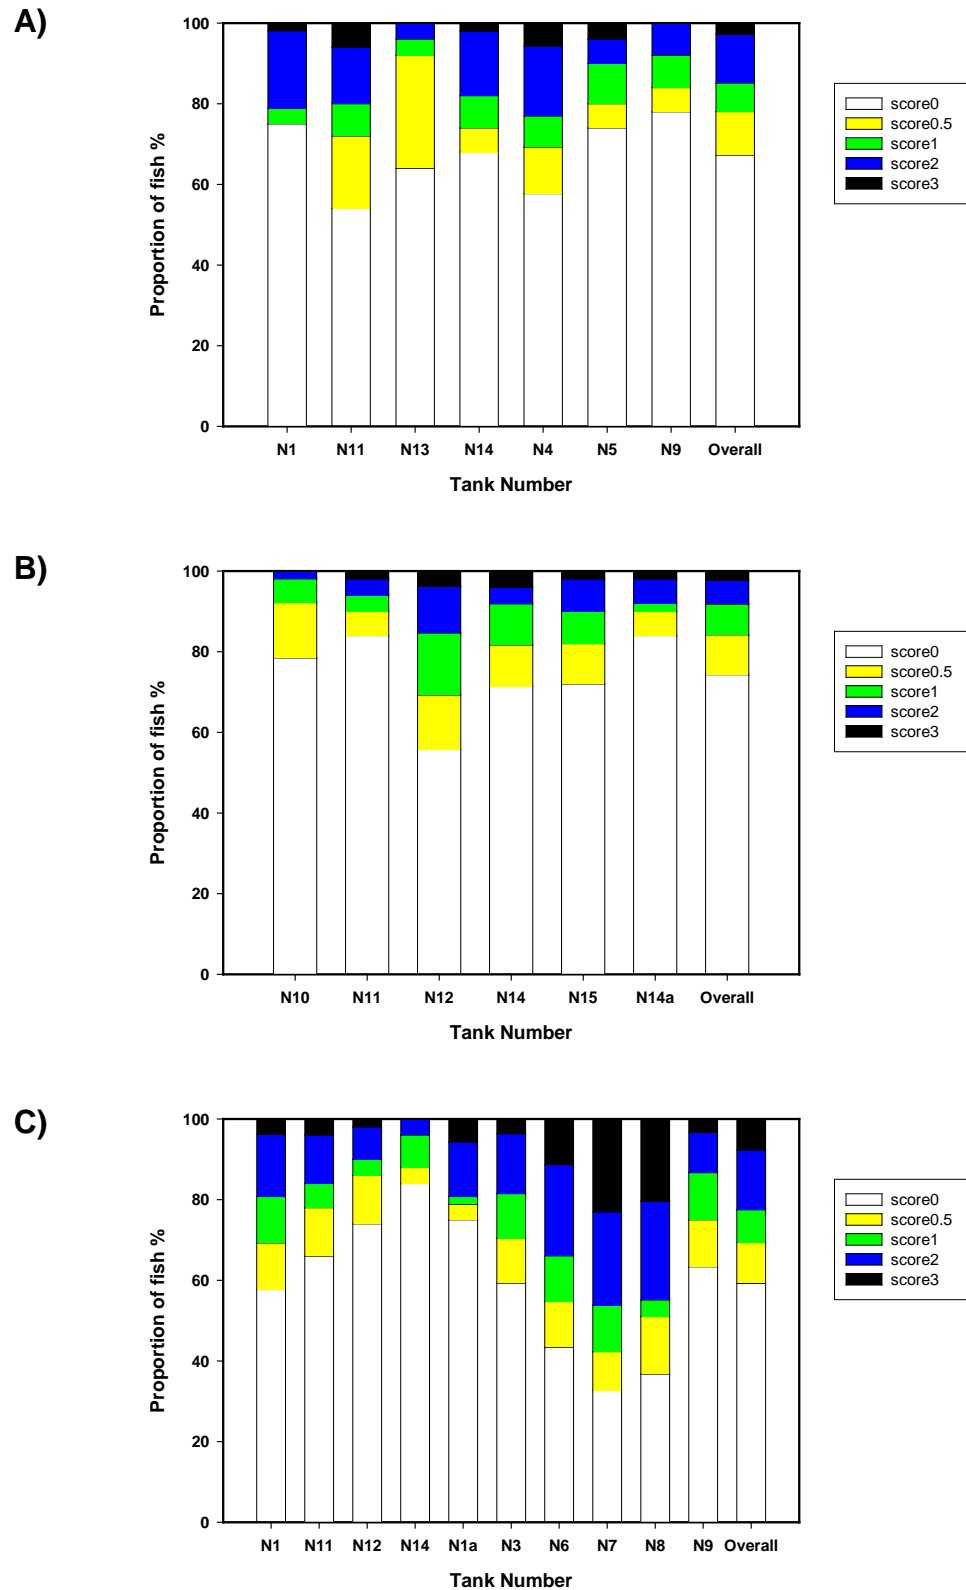 A)
Proportion of fish %
100
80
60
40
20
0
N1 N11 N13 N14 N4 N5 N9 Overall
Tank Number
score0
score0.5
score1
score2
score3
B)
Proportion of fish %
100
80
60
40
20
0
N10 N11 N12 N14 N15 N14a Overall
Tank Number
score0
score0.5
score1
score2
score3
C)
Proportion of fish %
100
80
60
40
20
0
N1 N11 N12 N14 N1a N3 N6 N7 N8 N9 Overall
Tank Number
score0
score0.5
score1
score2
score3